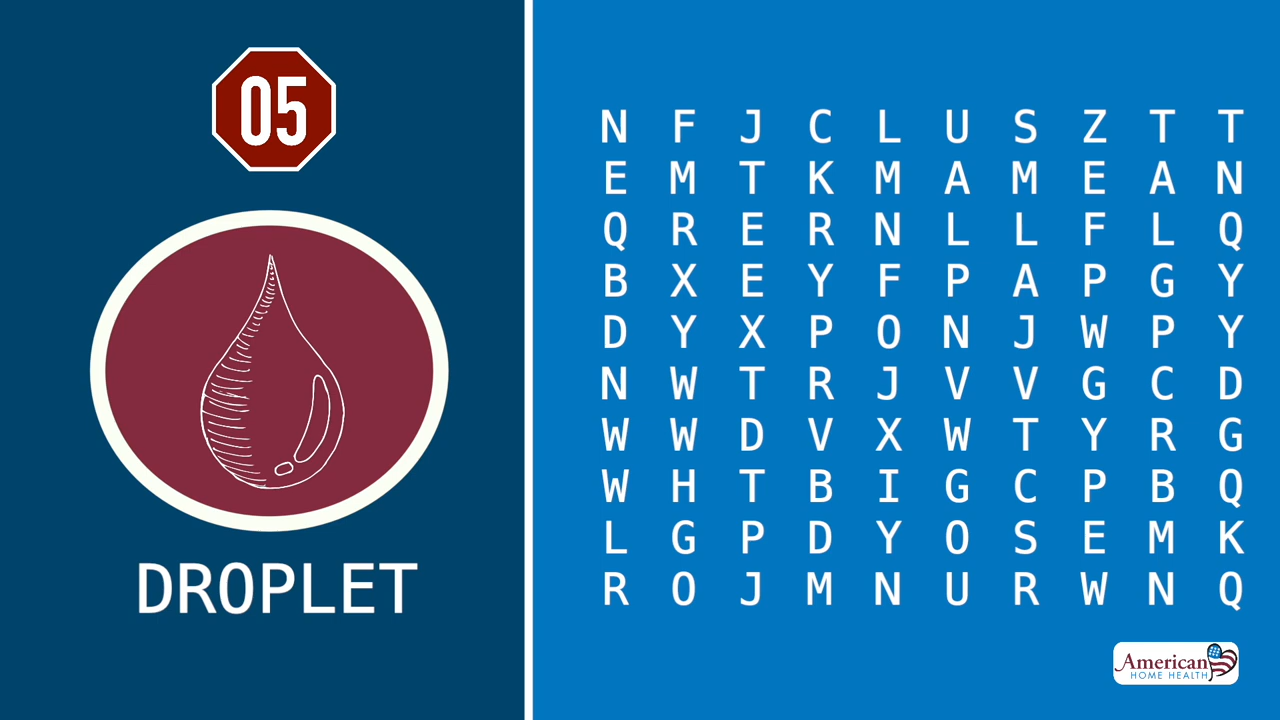 05
DROPLET
N F J C L U S Z T T
E M T K M A M E A N
Q R E R N L L F L Q
B X E Y F P A P G Y
D Y X P O N J W P Y
N W T R J V V G C D
W W D V X W T Y R G
W H T B I G C P B Q
L G P D Y O S E M K
R O J M N U R W N Q
American
HOME HEALTH